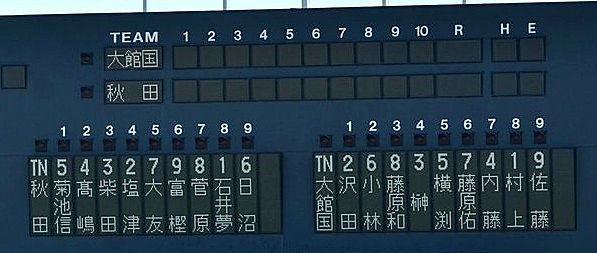 TEAM 1 2 3 4 5 6 7 8 9 10 R H E
大館国
秋田
1 2 3 4 5 6 7 8 9
TN 5 4 3 2 7 9 8 1 6
秋田 菊池信 髙嶋 柴田 塩津 大友 富樫 菅原 石井夢 日沼
1 2 3 4 5 6 7 8 9
TN 2 6 8 3 5 7 4 1 9
大館国 沢田 小林 藤原和 榊 横渕 藤原佑 内藤 村上 佐藤